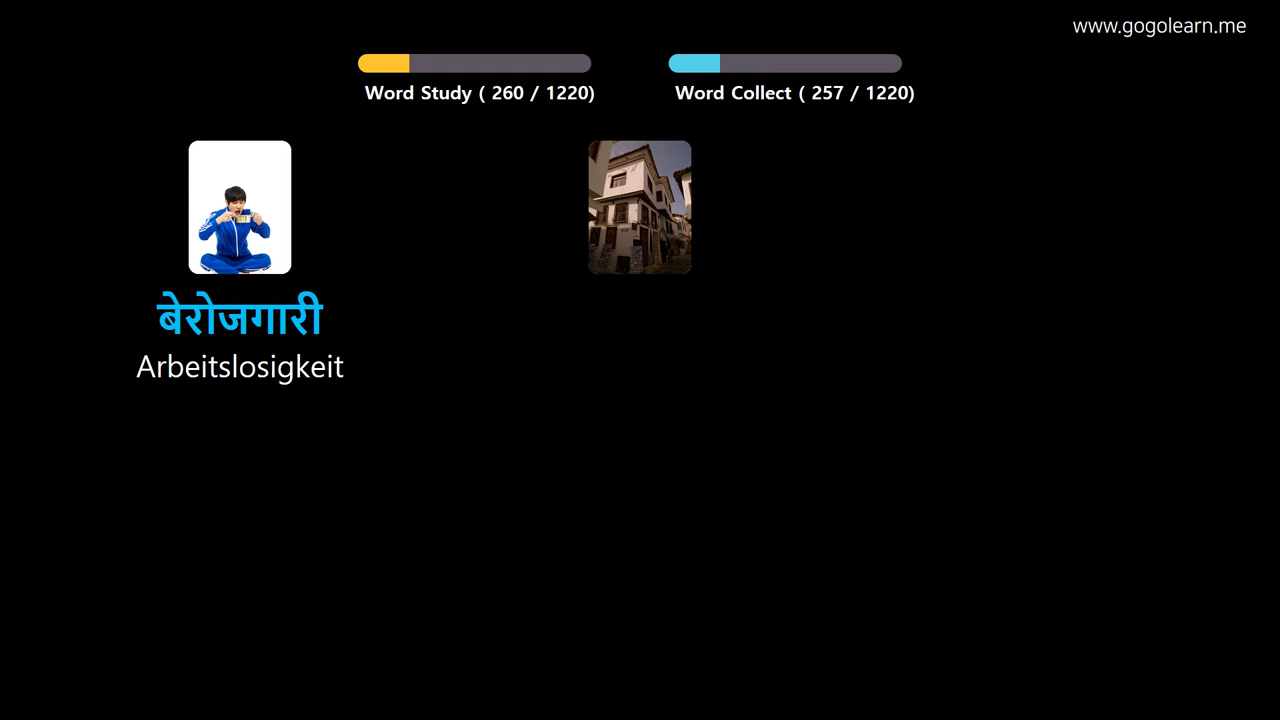 www.gogolearn.me
Word Study ( 260 / 1220)
Word Collect ( 257 / 1220)
बेरोजगारी
Arbeitslosigkeit